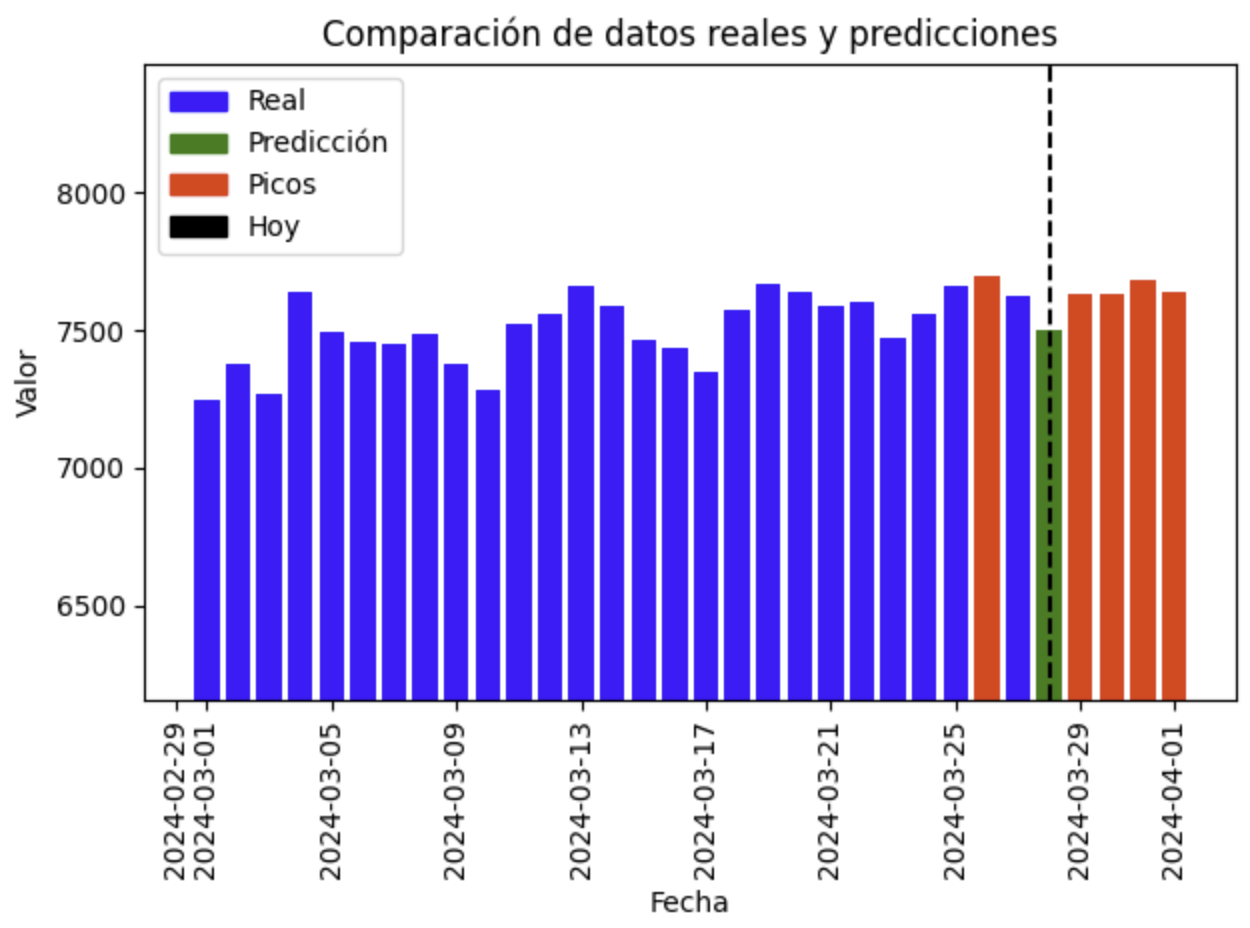 Comparación de datos reales y predicciones
Real
Predicción
Picos
Hoy
Valor
8000
7500
7000
6500
2024-02-29
2024-03-01
2024-03-05
2024-03-09
2024-03-13
2024-03-17
2024-03-21
2024-03-25
2024-03-29
2024-04-01
Fecha